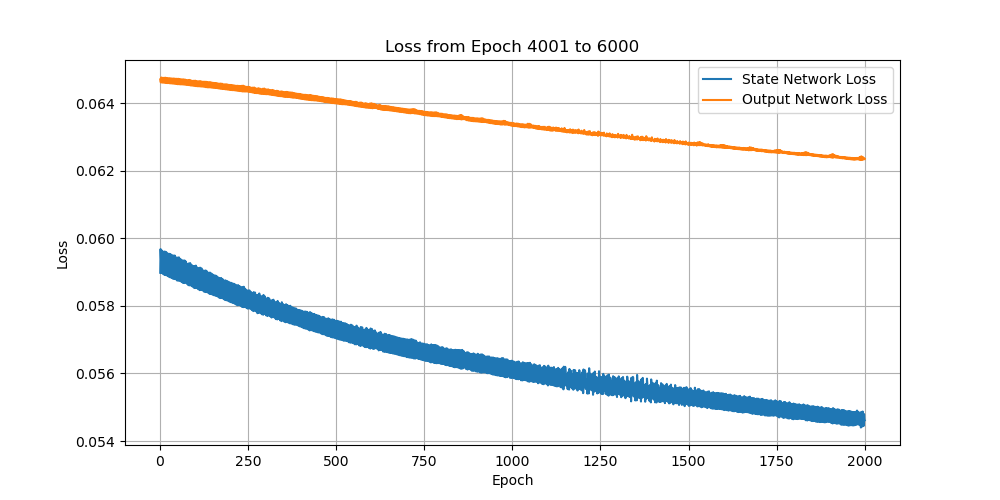 Loss from Epoch 4001 to 6000
State Network Loss
Output Network Loss
0.064
0.062
0.060
0.058
0.056
0.054
Loss
0 250 500 750 1000 1250 1500 1750 2000
Epoch